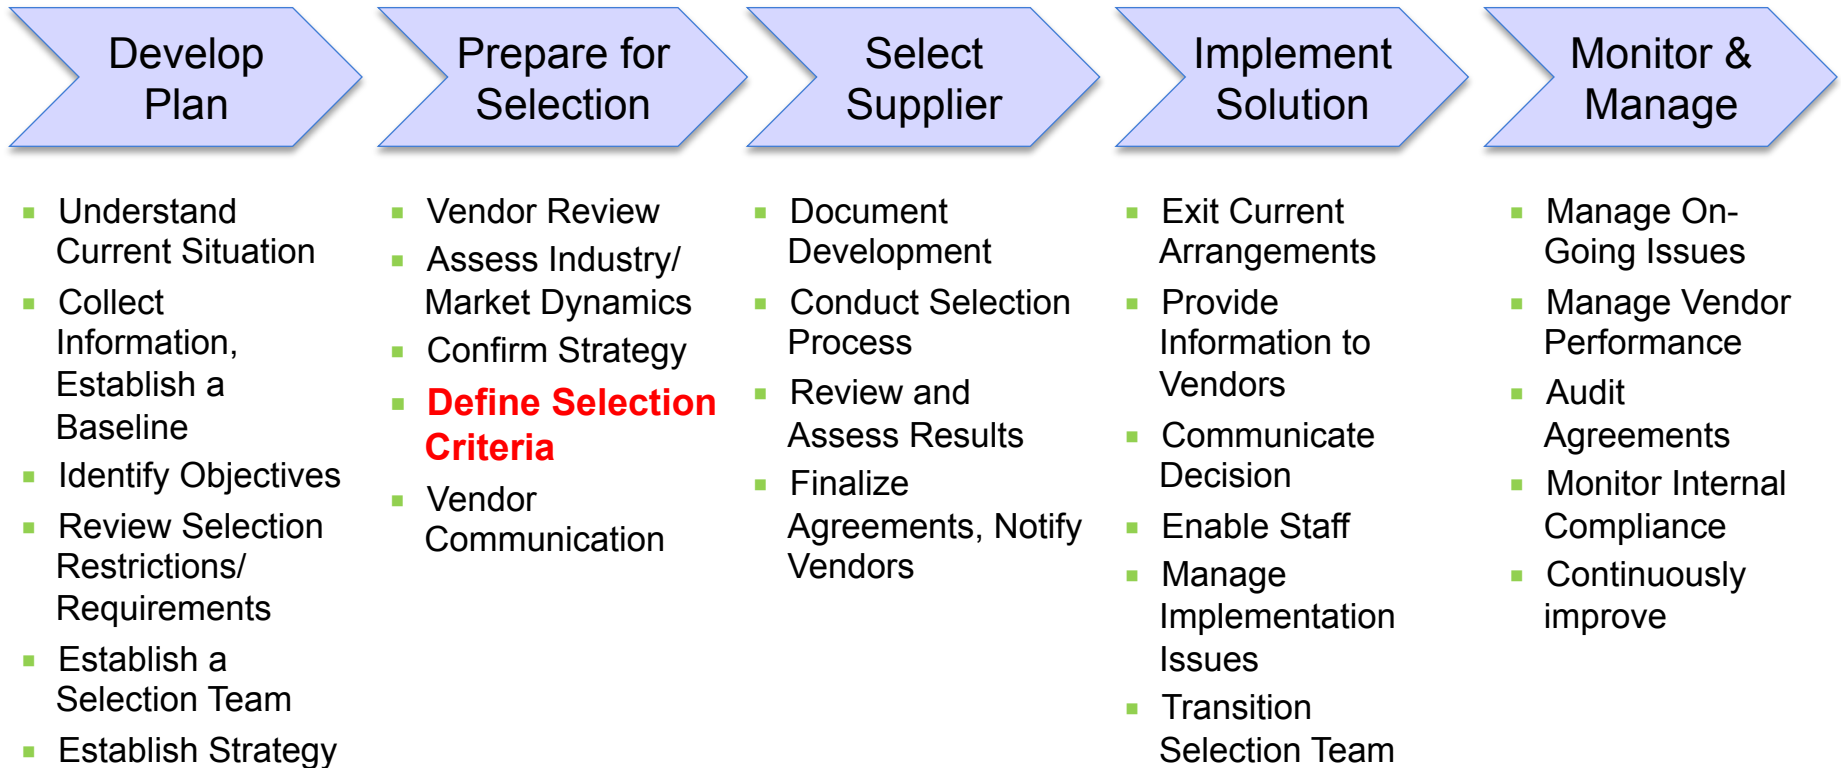 Develop
Plan
Prepare for
Selection
Select
Supplier
Implement
Solution
Monitor &
Manage
Understand
Current Situation
Collect
Information,
Establish a
Baseline
Identify Objectives
Review Selection
Restrictions/
Requirements
Establish a
Selection Team
Establish Strategy
Vendor Review
Assess Industry/
Market Dynamics
Confirm Strategy
Define Selection
Criteria
Vendor
Communication
Document
Development
Conduct Selection
Process
Review and
Assess Results
Finalize
Agreements, Notify
Vendors
Exit Current
Arrangements
Provide
Information to
Vendors
Communicate
Decision
Enable Staff
Manage
Implementation
Issues
Transition
Selection Team
Manage On-
Going Issues
Manage Vendor
Performance
Audit
Agreements
Monitor Internal
Compliance
Continuously
improve